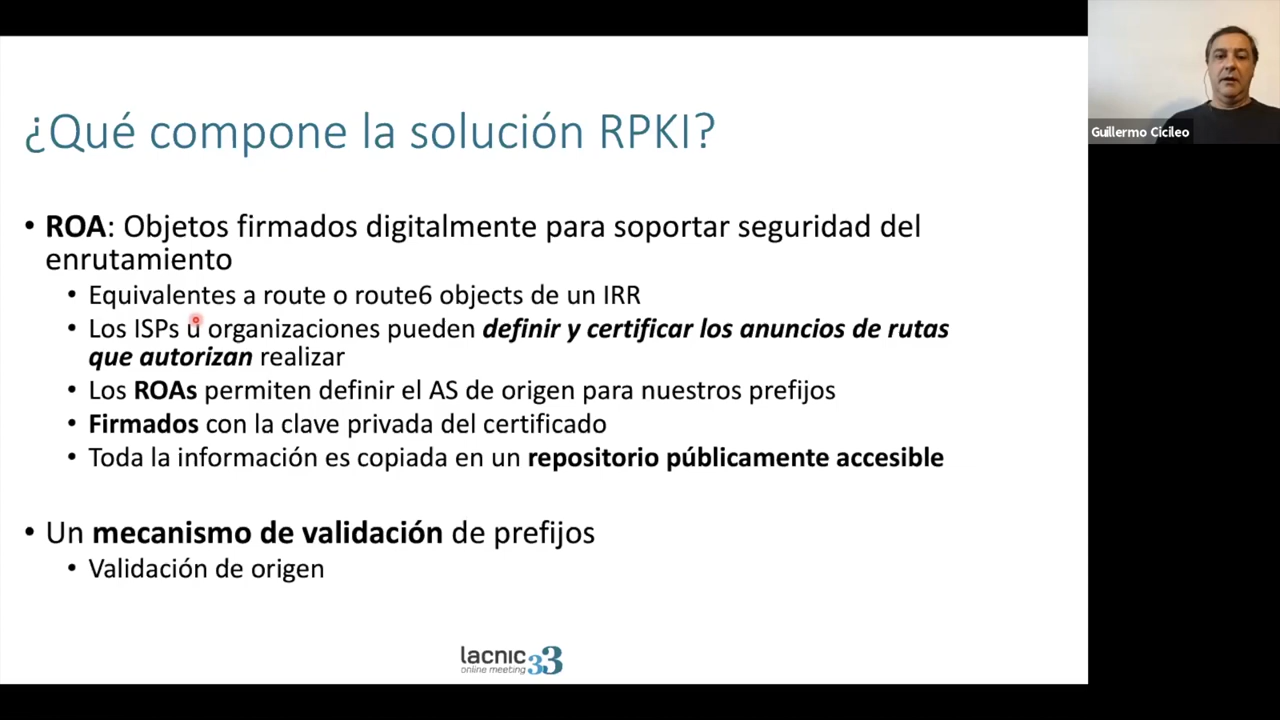 ¿Qué compone la solución RPKI?
• ROA: Objetos firmados digitalmente para soportar seguridad del
enrutamiento
• Equivalentes a route o route6 objects de un IRR
• Los ISPs u organizaciones pueden definir y certificar los anuncios de rutas
que autorizan realizar
• Los ROAs permiten definir el AS de origen para nuestros prefijos
• Firmados con la clave privada del certificado
• Toda la información es copiada en un repositorio públicamente accesible
• Un mecanismo de validación de prefijos
• Validación de origen
lacnic 33
online meeting
Guillermo Cicileo